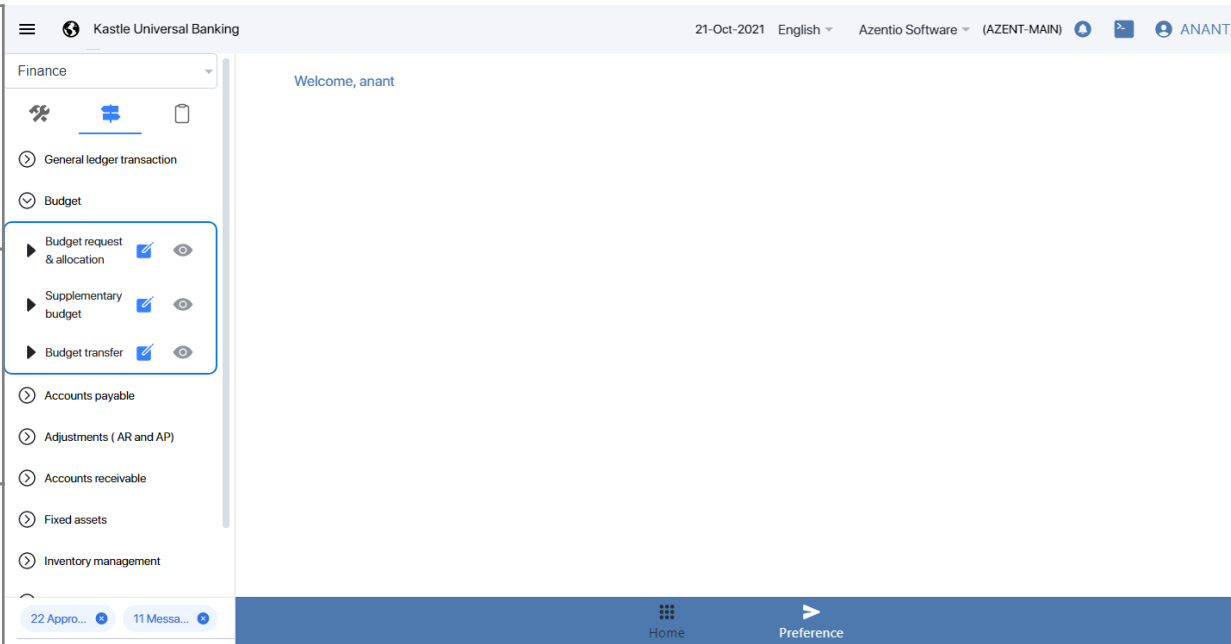 Kastle Universal Banking
21-Oct-2021 English Azentio Software (AZENT-MAIN) ANANT
Finance
Welcome, anant
General ledger transaction
Budget
Budget request
& allocation
Supplementary
budget
Budget transfer
Accounts payable
Adjustments ( AR and AP)
Accounts receivable
Fixed assets
Inventory management
22 Appro... 11 Messa...
Home
Preference